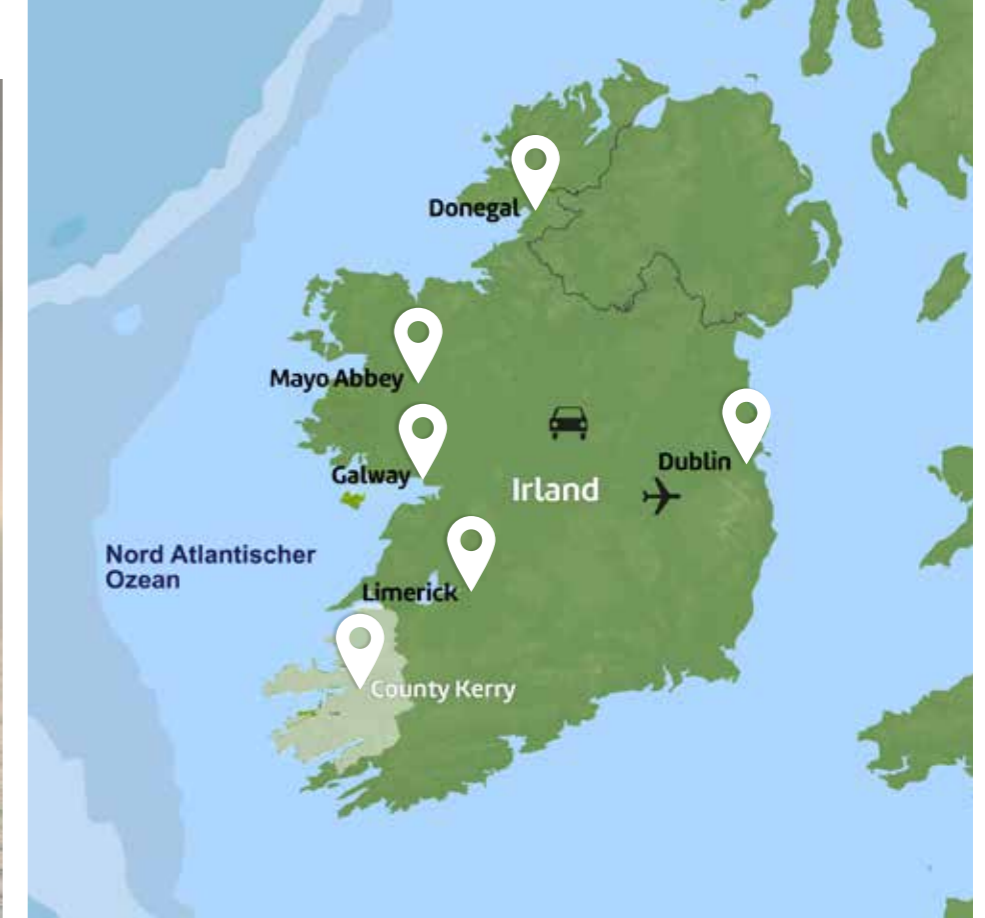 Donegal
Mayo Abbey
Galway
Dublin
Irland
Nord Atlantischer
Ozean
Limerick
County Kerry